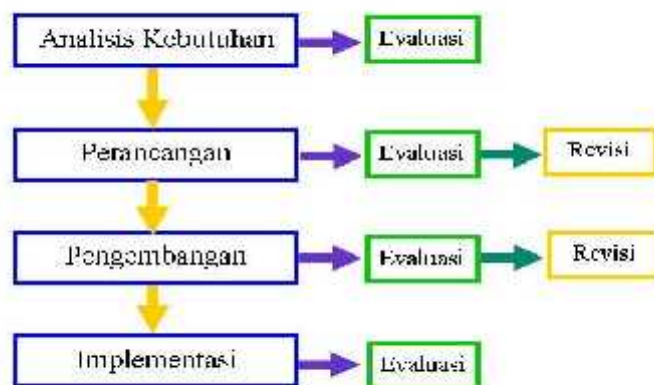 Analisis Kebutuhan
Evaluasi
Perancangan
Evaluasi
Revisi
Pengembangan
Evaluasi
Revisi
Implementasi
Evaluasi